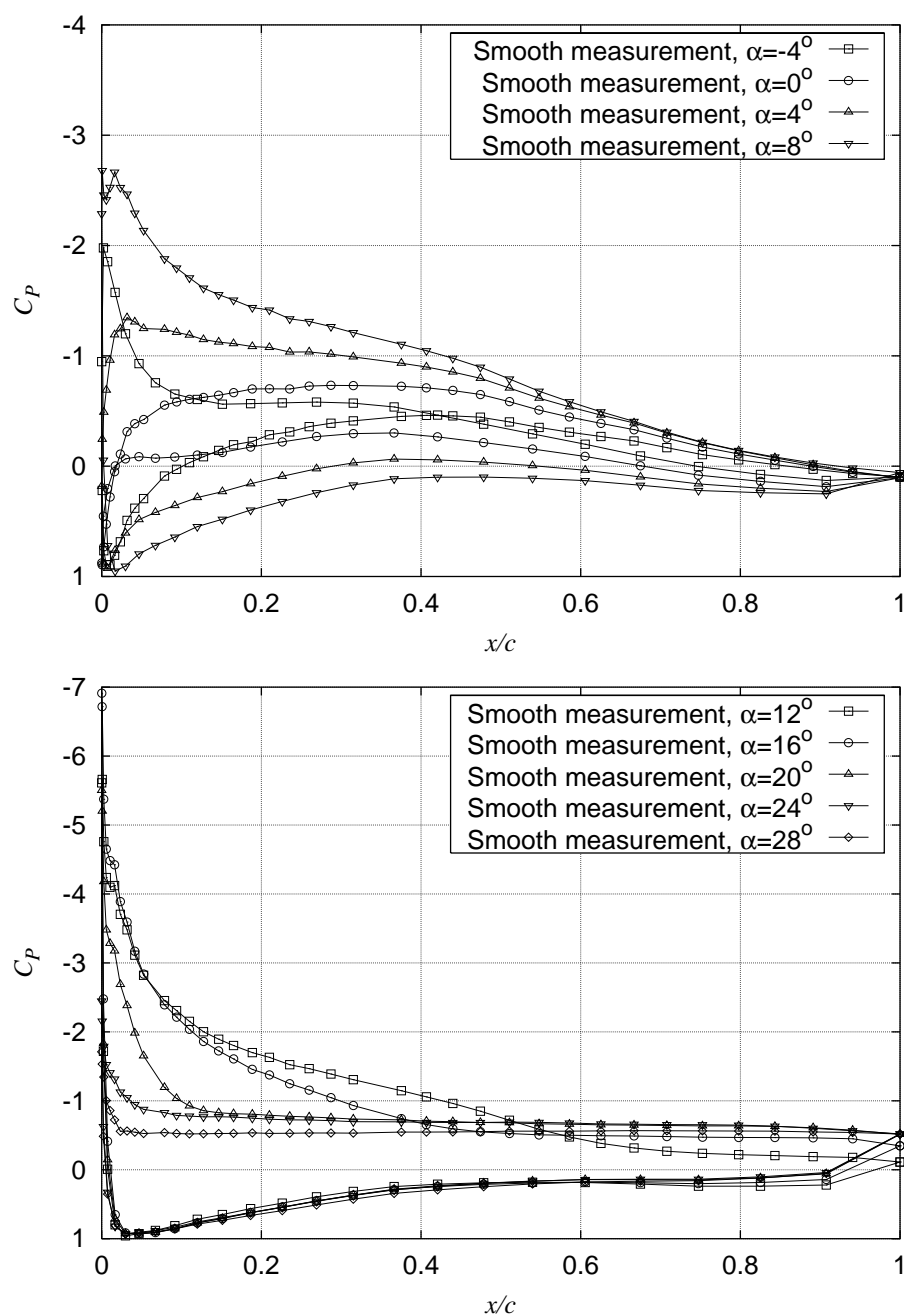 -4
-3
-2
-1
0
1
C_P
Smooth measurement, α=-4°
Smooth measurement, α=0°
Smooth measurement, α=4°
Smooth measurement, α=8°
0 0.2 0.4 0.6 0.8 1
x/c
-7
-6
-5
-4
-3
-2
-1
0
1
C_P
Smooth measurement, α=12°
Smooth measurement, α=16°
Smooth measurement, α=20°
Smooth measurement, α=24°
Smooth measurement, α=28°
0 0.2 0.4 0.6 0.8 1
x/c